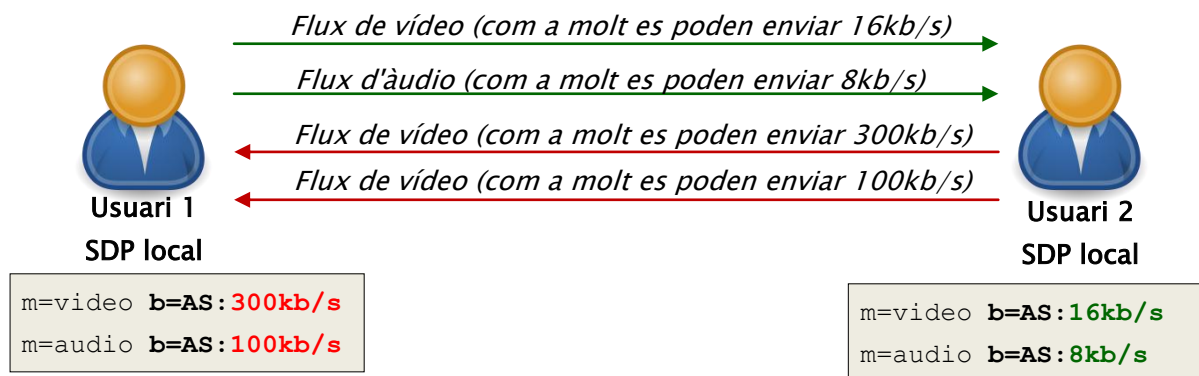 Flux de vídeo (com a molt es poden enviar 16kb/s)
Flux d'àudio (com a molt es poden enviar 8kb/s)
Flux de vídeo (com a molt es poden enviar 300kb/s)
Flux de vídeo (com a molt es poden enviar 100kb/s)
Usuari 1
SDP local
m=video b=AS:300kb/s
m=audio b=AS:100kb/s
Usuari 2
SDP local
m=video b=AS:16kb/s
m=audio b=AS:8kb/s